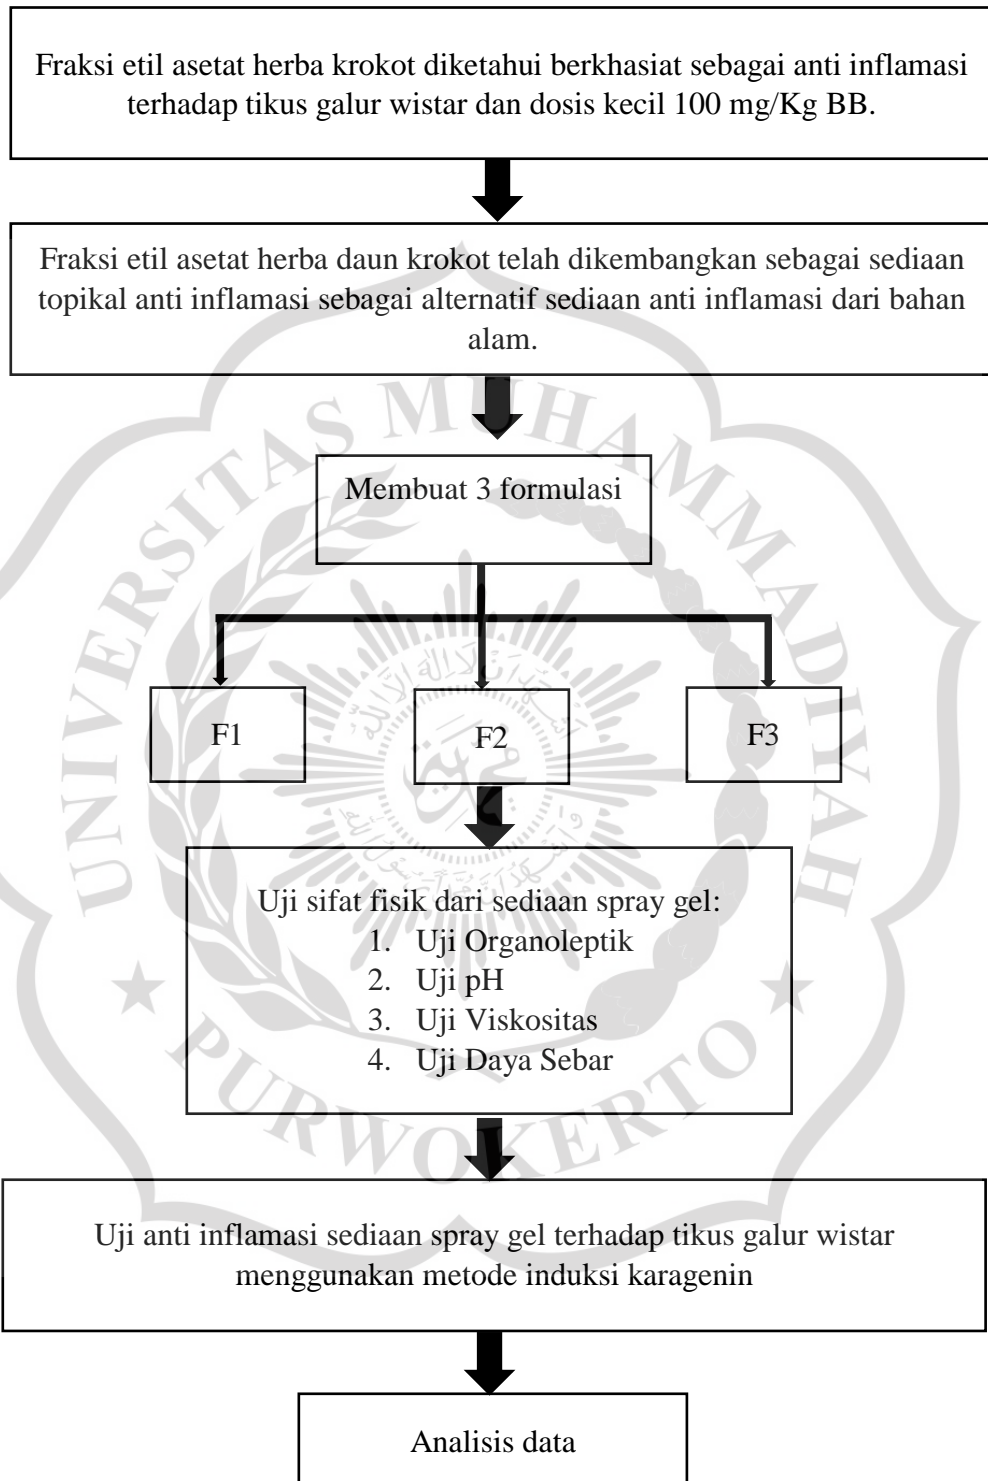 Fraksi etil asetat herba krokot diketahui berkhasiat sebagai anti inflamasi
terhadap tikus galur wistar dan dosis kecil 100 mg/Kg BB.
Fraksi etil asetat herba daun krokot telah dikembangkan sebagai sediaan
topikal anti inflamasi sebagai alternatif sediaan anti inflamasi dari bahan
alam.
Membuat 3 formulasi
F1
F2
F3
Uji sifat fisik dari sediaan spray gel:
1. Uji Organoleptik
2. Uji pH
3. Uji Viskositas
4. Uji Daya Sebar
Uji anti inflamasi sediaan spray gel terhadap tikus galur wistar
menggunakan metode induksi karagenin
Analisis data
UNIVERSITAS MUHAMMADIYAH
PURWOKERTO